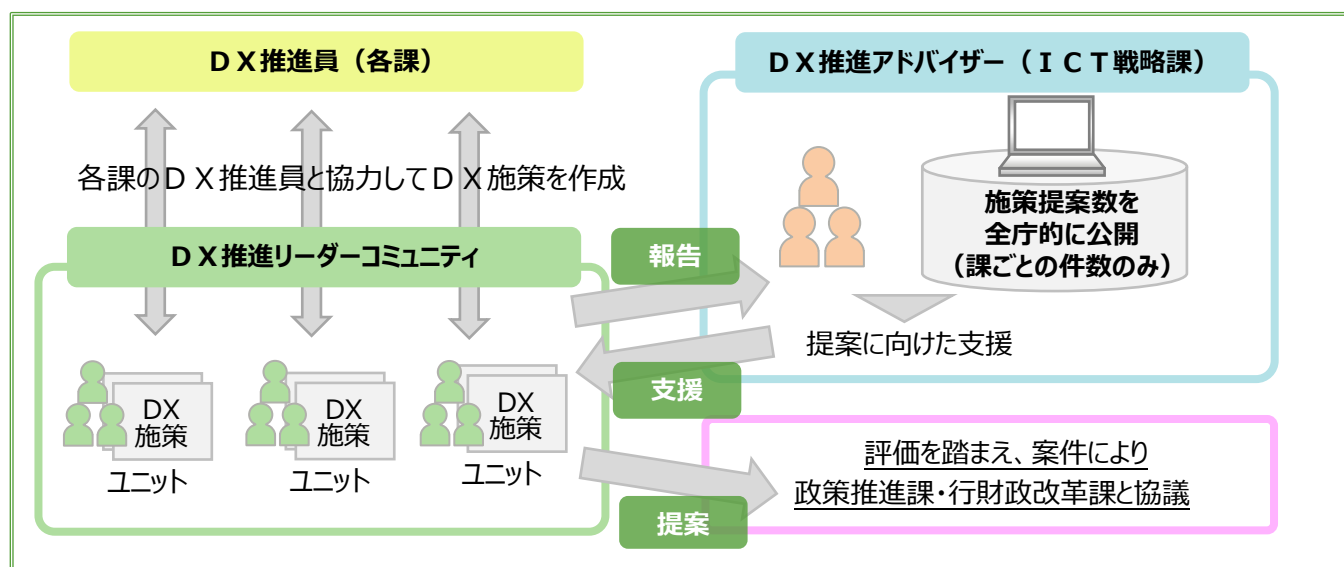 ＤＸ推進員（各課）
ＤＸ推進アドバイザー（ＩＣＴ戦略課）
各課のＤＸ推進員と協力してＤＸ施策を作成
施策提案数を
全庁的に公開
（課ごとの件数のみ）
ＤＸ推進リーダーコミュニティ
報告
提案に向けた支援
支援
DX
施策
ユニット
DX
施策
ユニット
DX
施策
ユニット
評価を踏まえ、案件により
政策推進課・行財政改革課と協議
提案